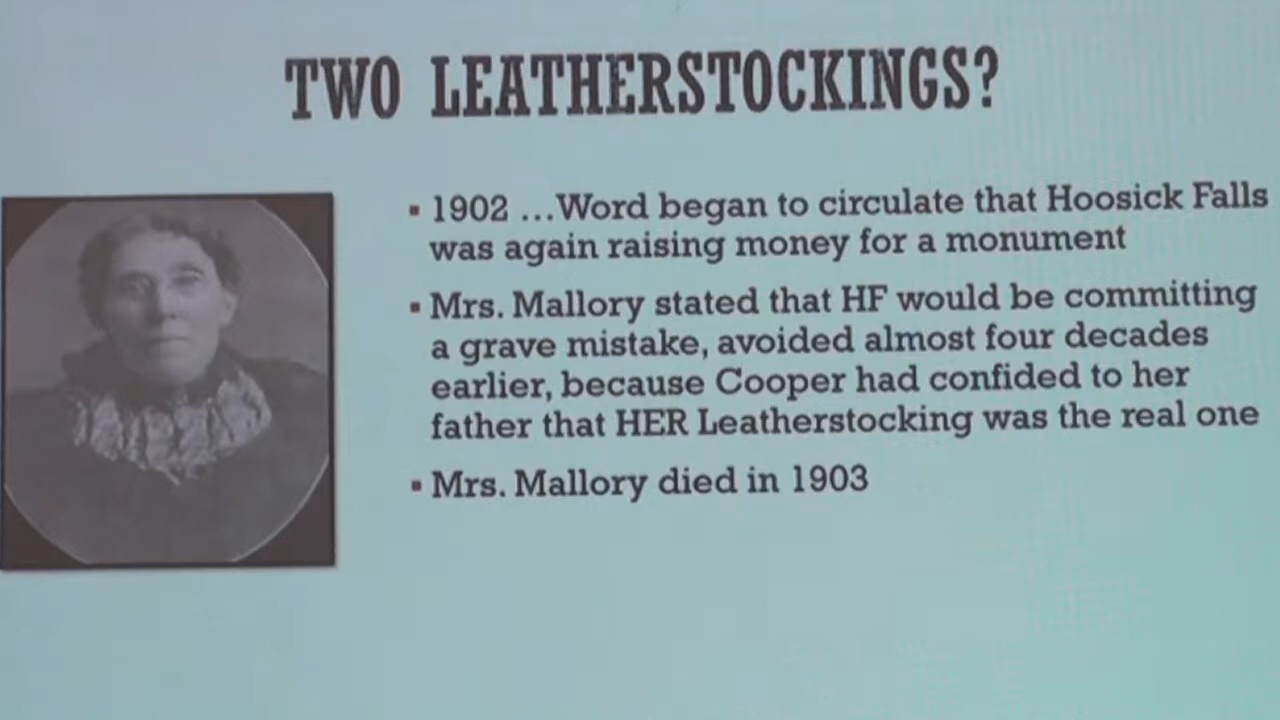 TWO LEATHERSTOCKINGS?
▪ 1902 ...Word began to circulate that Hoosick Falls
was again raising money for a monument
▪ Mrs. Mallory stated that HF would be committing
a grave mistake, avoided almost four decades
earlier, because Cooper had confided to her
father that HER Leatherstocking was the real one
▪ Mrs. Mallory died in 1903